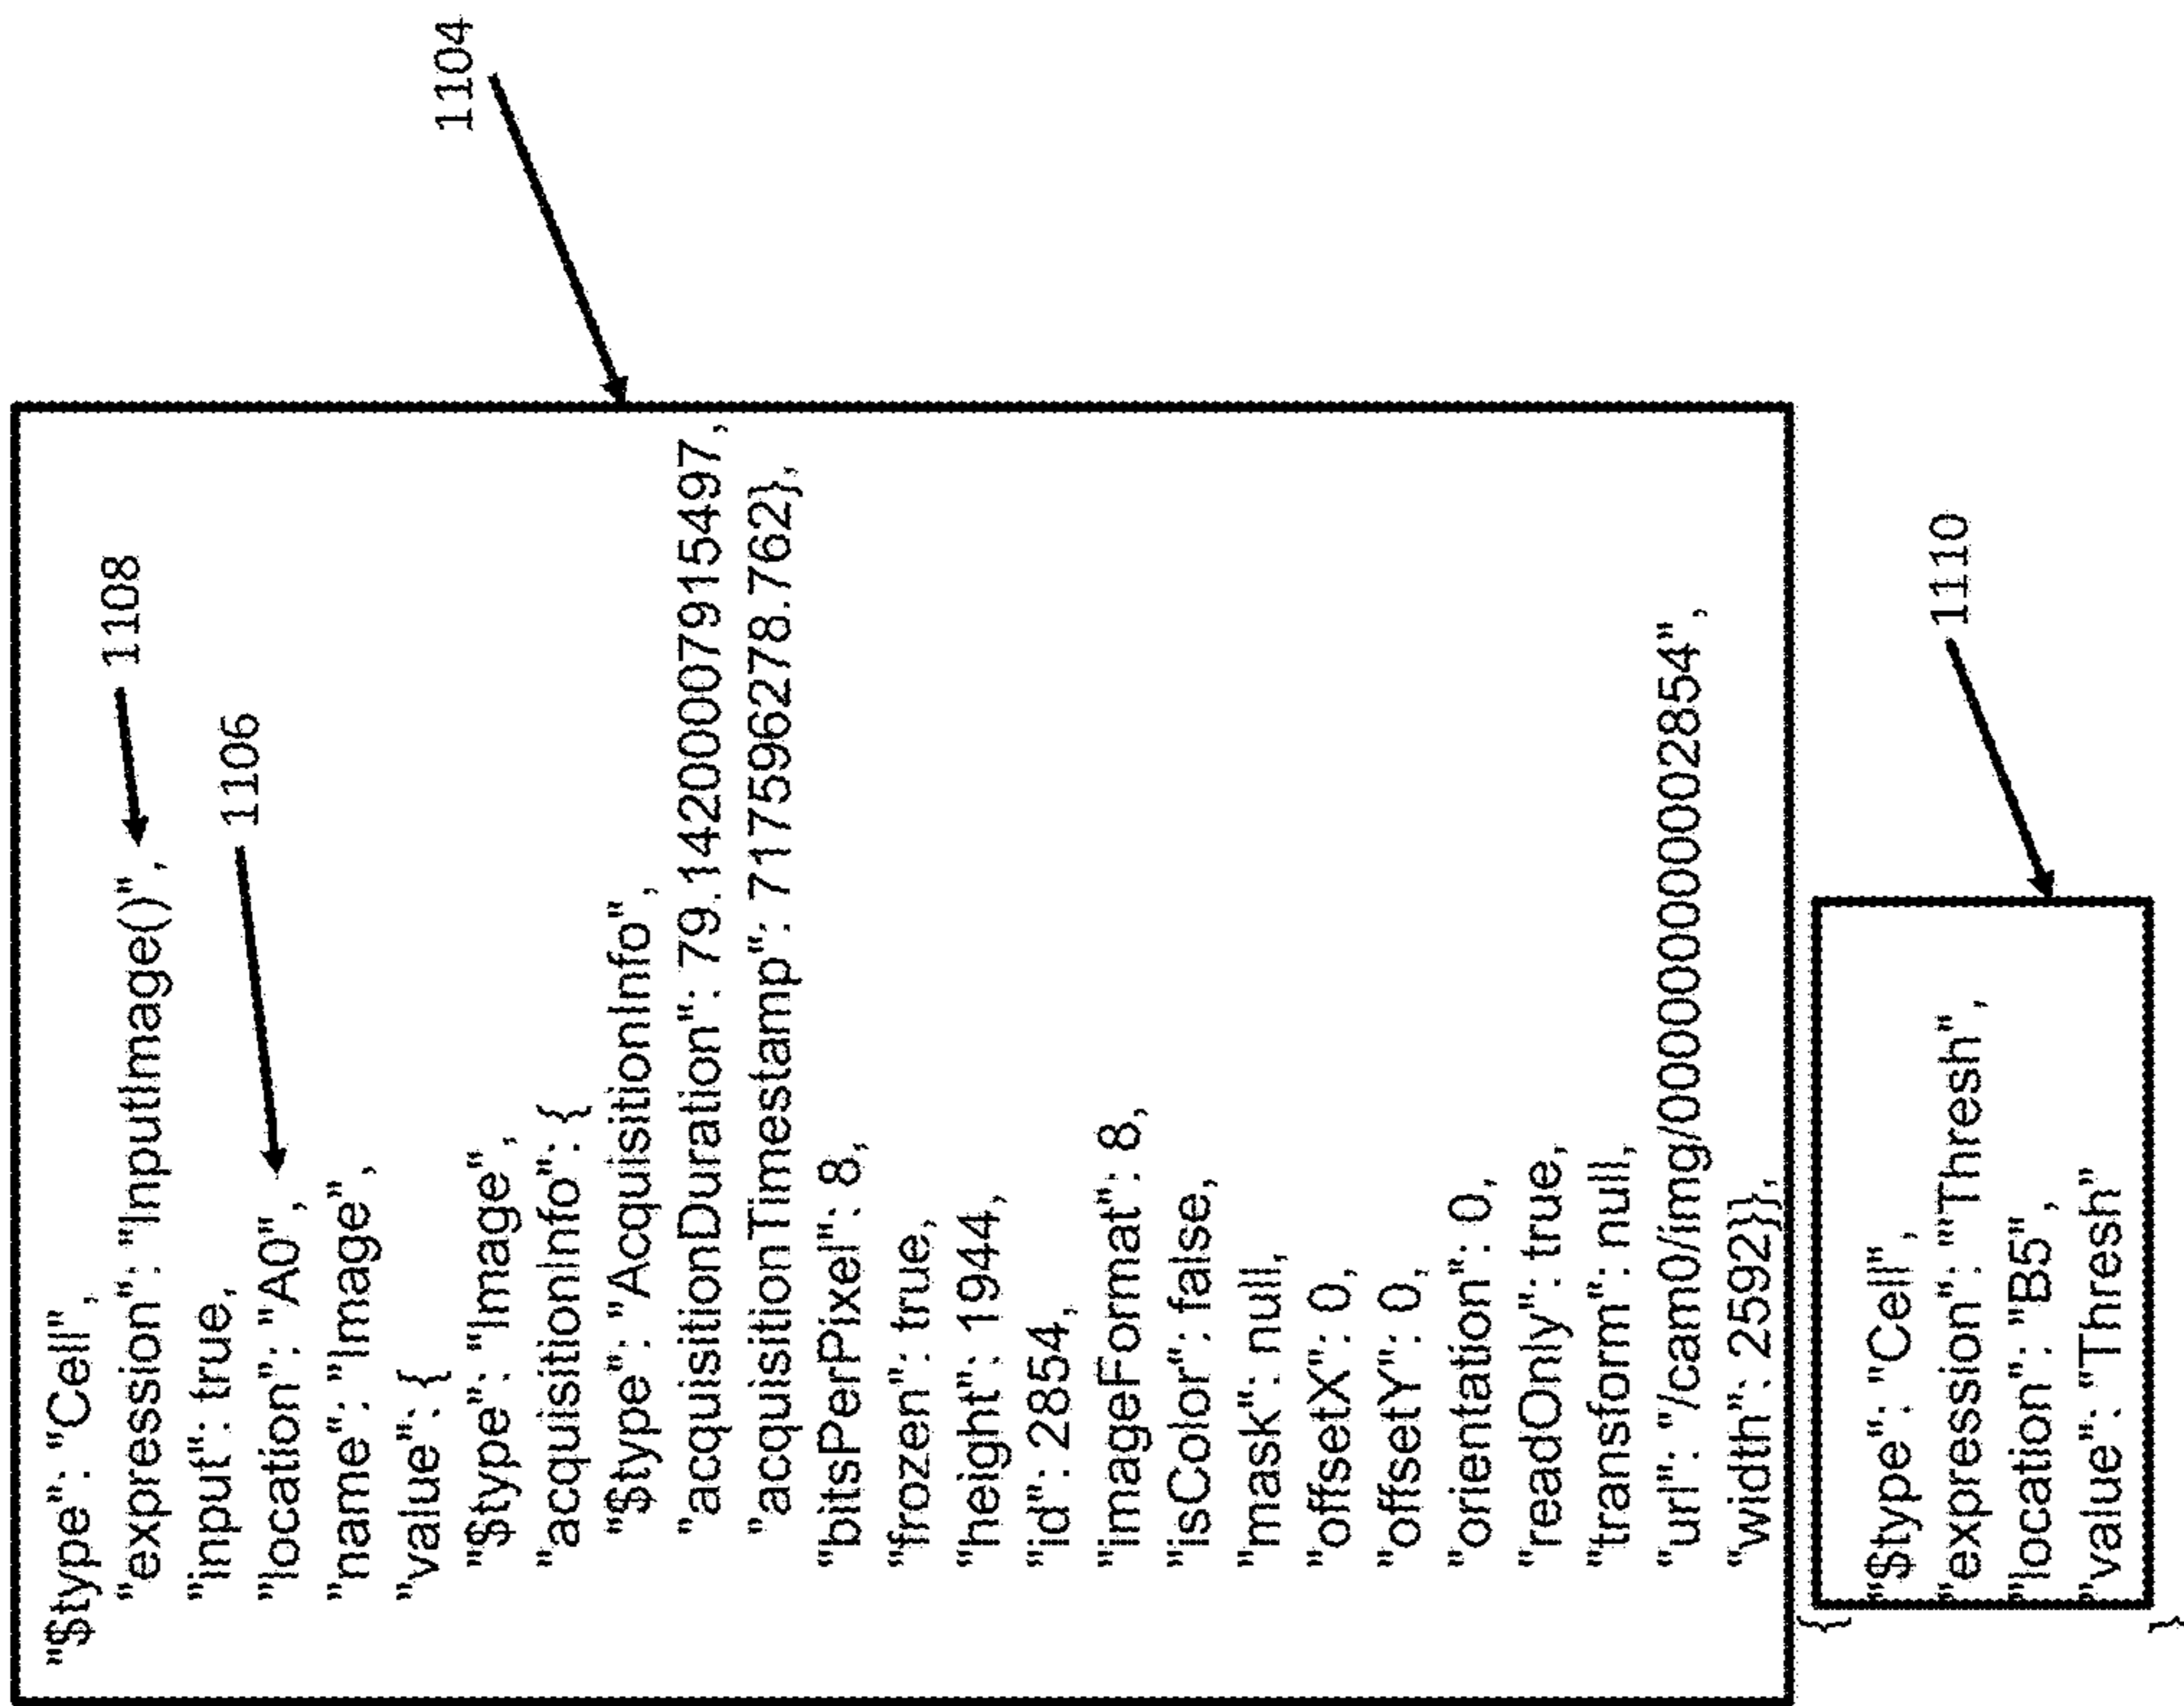 1104
"$type": "Cell",
"expression": "InputImage()", 1108
"input": true,
"location": "A0", 1106
"name": "Image",
"value": {
"$type": "Image",
"acquisitionInfo": {
"$type": "AcquisitionInfo",
"acquisitionDuration": 79.14200007915497,
"acquisitionTimestamp": 717596278.762},
"bitsPerPixel": 8,
"frozen": true,
"height": 1944,
"id": 2854,
"imageFormat": 8,
"isColor": false,
"mask": null,
"offsetX": 0,
"offsetY": 0,
"orientation": 0,
"readOnly": true,
"transform": null,
"url": "/cam0/img/0000000000002854",
"width": 2592}},
{
"$type": "Cell",
"expression": ""Thresh",
"location": "B5",
"value": "Thresh"
}
1110